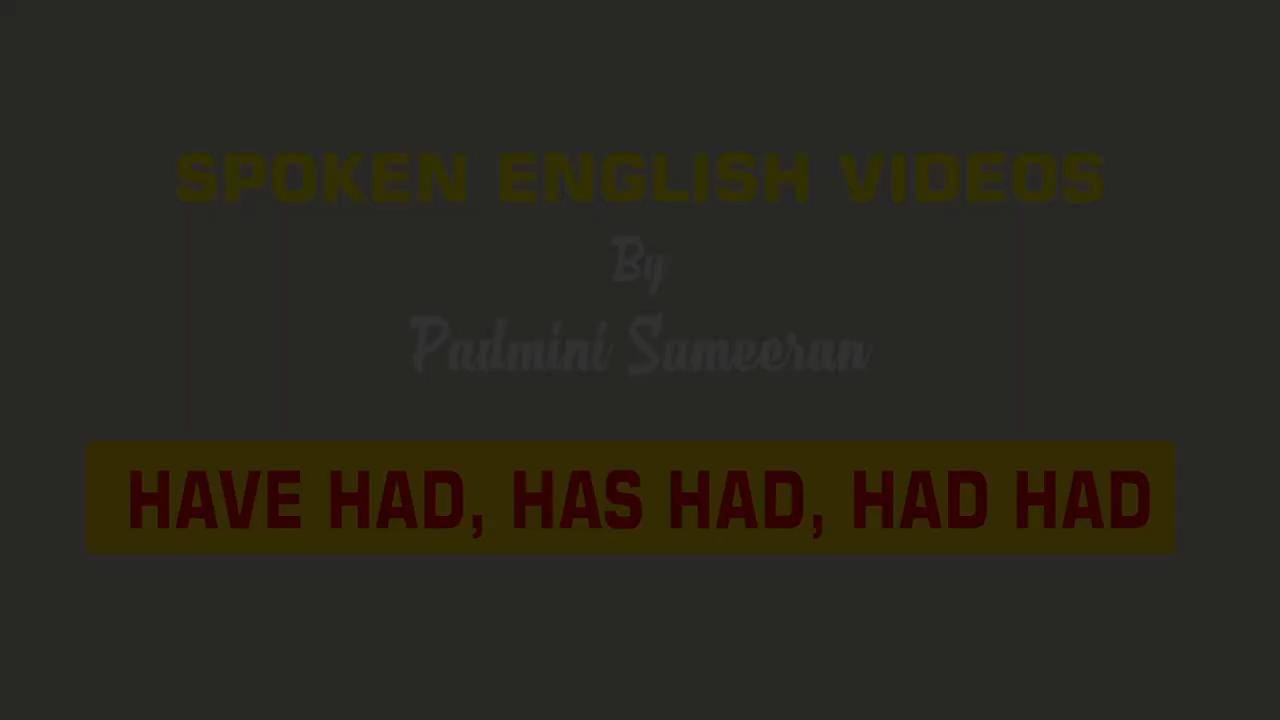 SPOKEN ENGLISH VIDEOS
By
Padmini Sameeran
HAVE HAD, HAS HAD, HAD HAD